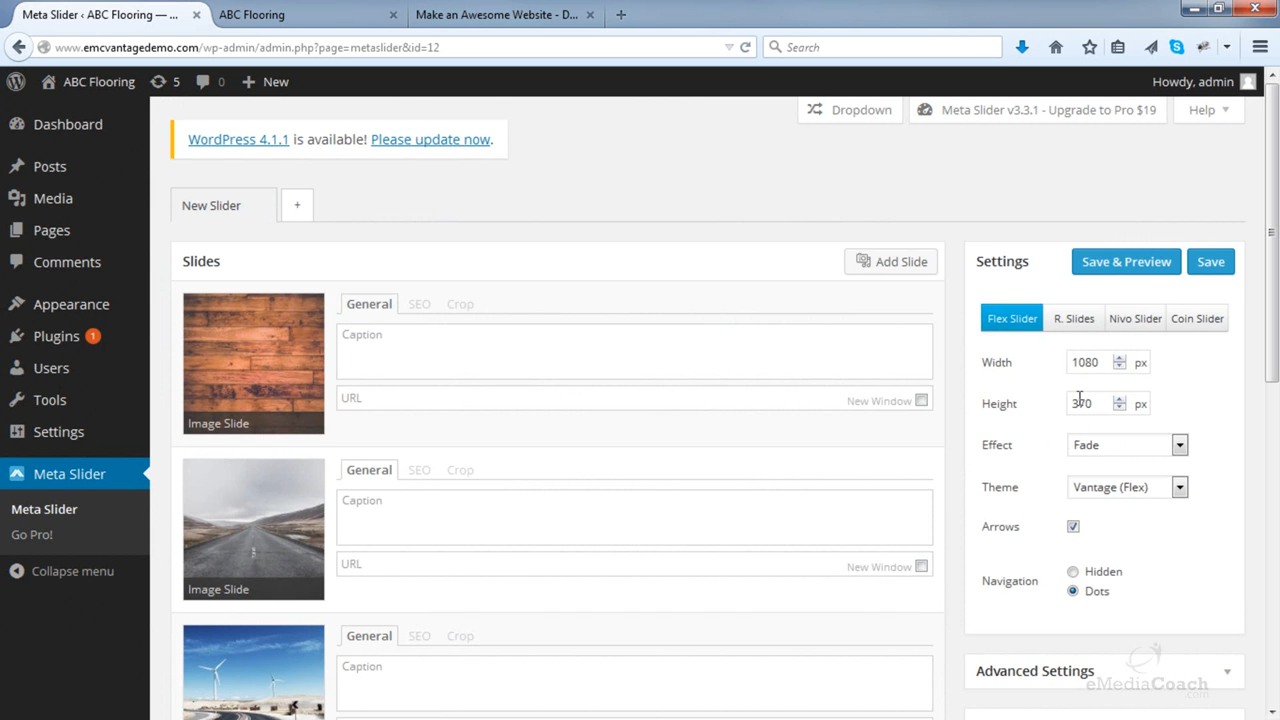 Meta Slider ‹ ABC Flooring — ...
ABC Flooring
Make an Awesome Website - D...
www.emcvantagedemo.com/wp-admin/admin.php?page=metaslider&id=12
Search
ABC Flooring
5
0
New
Howdy, admin
Dashboard
Posts
Media
Pages
Comments
Appearance
Plugins 1
Users
Tools
Settings
Meta Slider
Meta Slider
Go Pro!
Collapse menu
Dropdown
Meta Slider v3.3.1 - Upgrade to Pro $19
Help
WordPress 4.1.1 is available! Please update now.
New Slider
+
Slides
Add Slide
General SEO Crop
Caption
URL
New Window
Image Slide
General SEO Crop
Caption
URL
New Window
Image Slide
General SEO Crop
Caption
Settings
Save & Preview
Save
Flex Slider
R. Slides
Nivo Slider
Coin Slider
Width 1080 px
Height 370 px
Effect Fade
Theme Vantage (Flex)
Arrows
Navigation
Hidden
Dots
Advanced Settings
eMediaCoach
.com